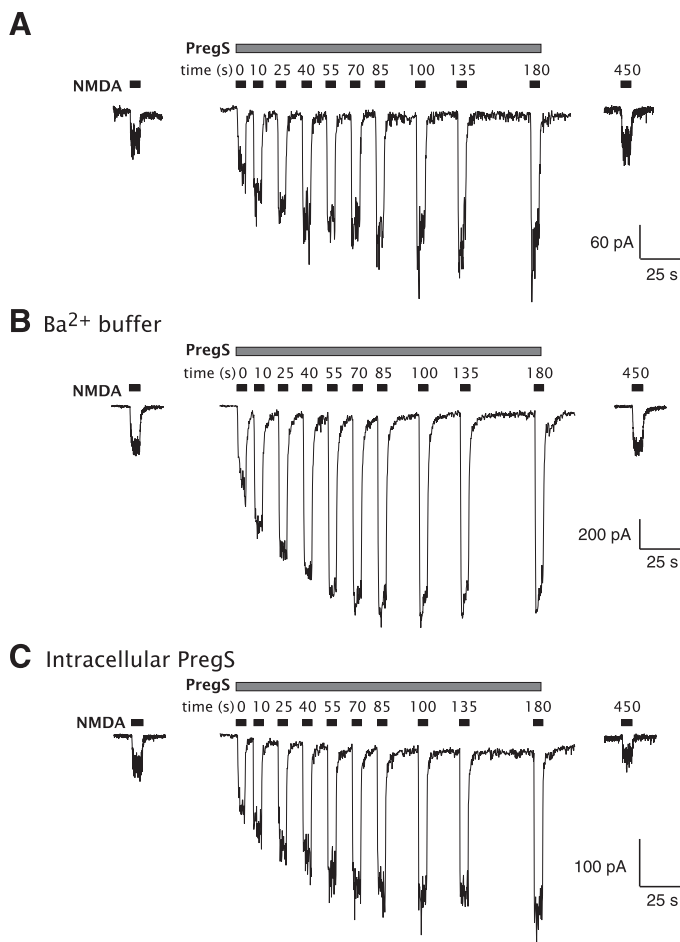 A
PregS
time (s) 0 10 25 40 55 70 85 100 135 180 450
NMDA
60 pA
25 s
B Ba2+ buffer
PregS
time (s) 0 10 25 40 55 70 85 100 135 180 450
NMDA
200 pA
25 s
C Intracellular PregS
PregS
time (s) 0 10 25 40 55 70 85 100 135 180 450
NMDA
100 pA
25 s